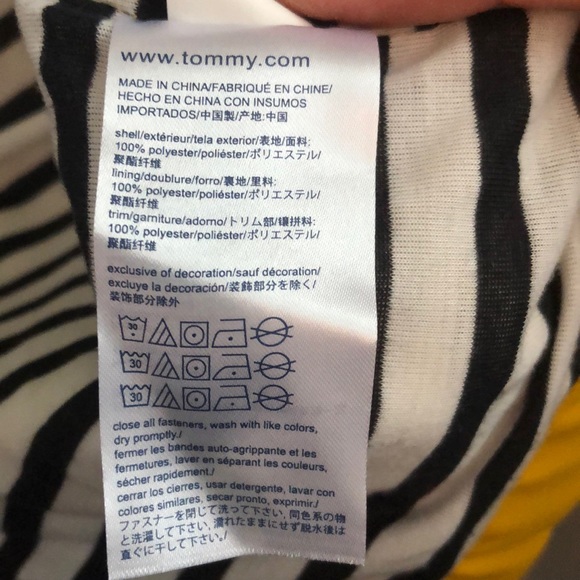 www.tommy.com
MADE IN CHINA/FABRIQUÉ EN CHINE/
HECHO EN CHINA CON INSUMOS
IMPORTADOS/中国製/产地:中国
shell/extérieur/tela exterior/表地/面料:
100% polyester/poliéster/ポリエステル/
聚酯纤维
lining/doublure/forro/裏地/里料:
100% polyester/poliéster/ポリエステル/
聚酯纤维
trim/garniture/adorno/トリム部/镶拼料:
100% polyester/poliéster/ポリエステル/
聚酯纤维
exclusive of decoration/sauf décoration/
excluye la decoración/装飾部分を除く/
装饰部分除外
30
30
30
close all fasteners, wash with like colors,
dry promptly./
fermer les bandes auto-agrippante et les
fermetures, laver en séparant les couleurs,
sécher rapidement./
cerrar los cierres, usar detergente, lavar con
colores similares, secar pronto, exprimir./
ファスナーを閉じて洗って下さい, 同色系の物
と洗濯して下さい, 濡れたままにせず脱水後は
直ぐに干して下さい./